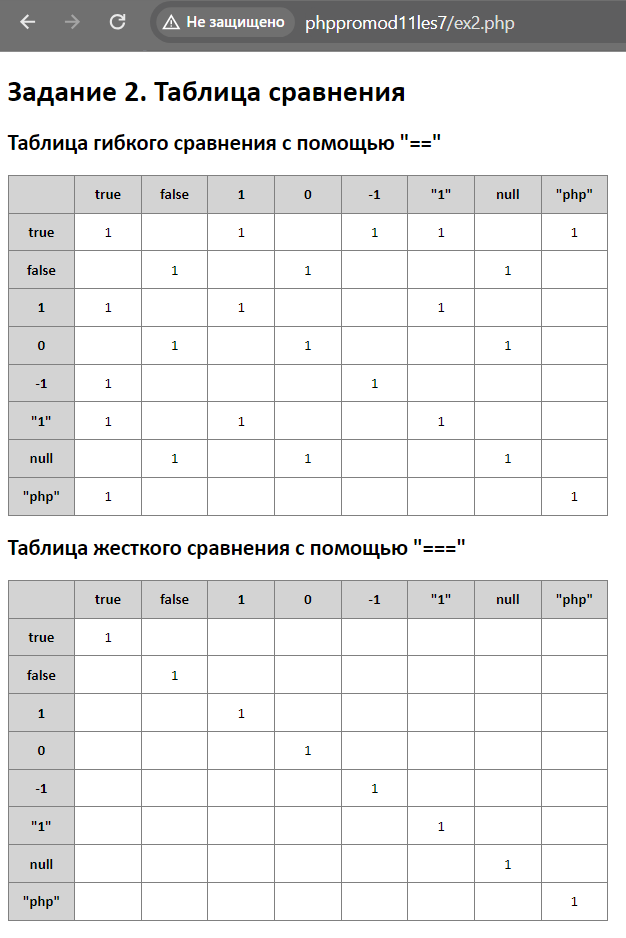 Не защищено phppromod11les7/ex2.php
Задание 2. Таблица сравнения
Таблица гибкого сравнения с помощью "=="
true false 1 0 -1 "1" null "php"
true 1 1 1 1 1
false 1 1 1
1 1 1 1
0 1 1 1
-1 1 1
"1" 1 1 1
null 1 1 1
"php" 1 1
Таблица жесткого сравнения с помощью "==="
true false 1 0 -1 "1" null "php"
true 1
false 1
1 1
0 1
-1 1
"1" 1
null 1
"php" 1